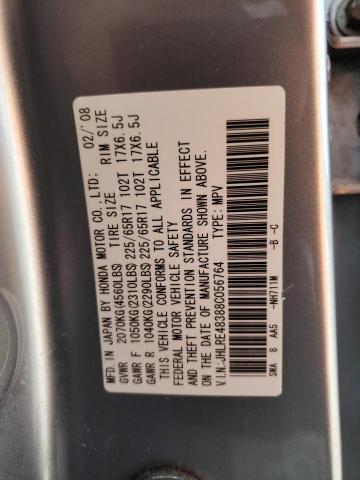 MFD. IN JAPAN BY HONDA MOTOR CO., LTD. 02/'08
GVWR 2070KG(4560LBS) TIRE SIZE RIM SIZE
GAWR F 1050KG(2310LBS) 225/65R17 102T 17X6.5J
GAWR R 1040KG(2290LBS) 225/65R17 102T 17X6.5J
THIS VEHICLE CONFORMS TO ALL APPLICABLE
FEDERAL MOTOR VEHICLE SAFETY
AND THEFT PREVENTION STANDARDS IN EFFECT
ON THE DATE OF MANUFACTURE SHOWN ABOVE.
V.I.N:JHLRE48388C056764 TYPE: MPV
SWA 8 AA5 -NH711M -B -C